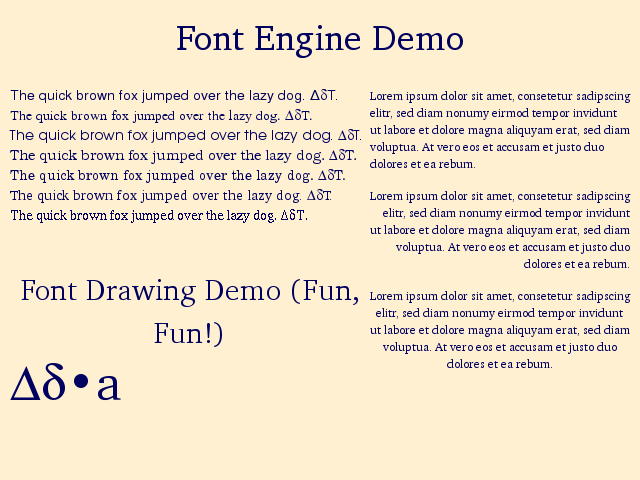 Font Engine Demo
The quick brown fox jumped over the lazy dog. ΔδT.
The quick brown fox jumped over the lazy dog. ΔδT.
The quick brown fox jumped over the lazy dog. ΔδT.
The quick brown fox jumped over the lazy dog. ΔδT.
The quick brown fox jumped over the lazy dog. ΔδT.
The quick brown fox jumped over the lazy dog. ΔδT.
The quick brown fox jumped over the lazy dog. ΔδT.
Font Drawing Demo (Fun,
Fun!)
Δδ•a
Lorem ipsum dolor sit amet, consetetur sadipscing
elitr, sed diam nonumy eirmod tempor invidunt
ut labore et dolore magna aliquyam erat, sed diam
voluptua. At vero eos et accusam et justo duo
dolores et ea rebum.
Lorem ipsum dolor sit amet, consetetur sadipscing
elitr, sed diam nonumy eirmod tempor invidunt
ut labore et dolore magna aliquyam erat, sed diam
voluptua. At vero eos et accusam et justo duo
dolores et ea rebum.
Lorem ipsum dolor sit amet, consetetur sadipscing
elitr, sed diam nonumy eirmod tempor invidunt
ut labore et dolore magna aliquyam erat, sed diam
voluptua. At vero eos et accusam et justo duo
dolores et ea rebum.